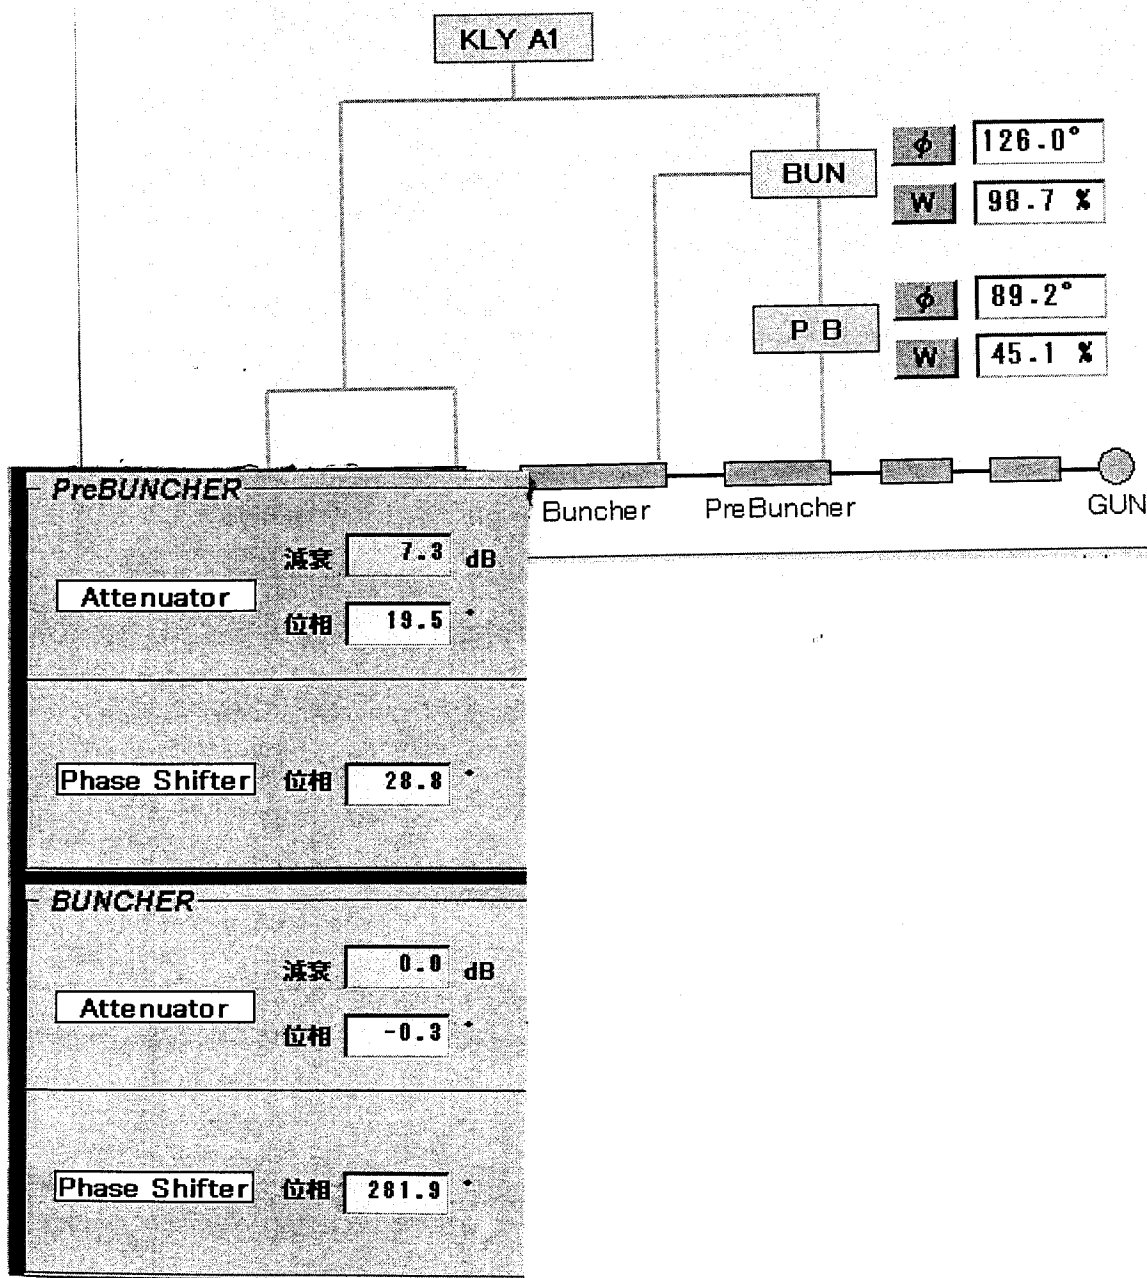 KLY A1
BUN
ϕ 126.0°
W 98.7 %
P B
ϕ 89.2°
W 45.1 %
Buncher
PreBuncher
GUN
PreBUNCHER
Attenuator
減衰 7.3 dB
位相 19.5 °
Phase Shifter 位相 28.8 °
BUNCHER
Attenuator
減衰 0.0 dB
位相 -0.3 °
Phase Shifter 位相 281.9 °